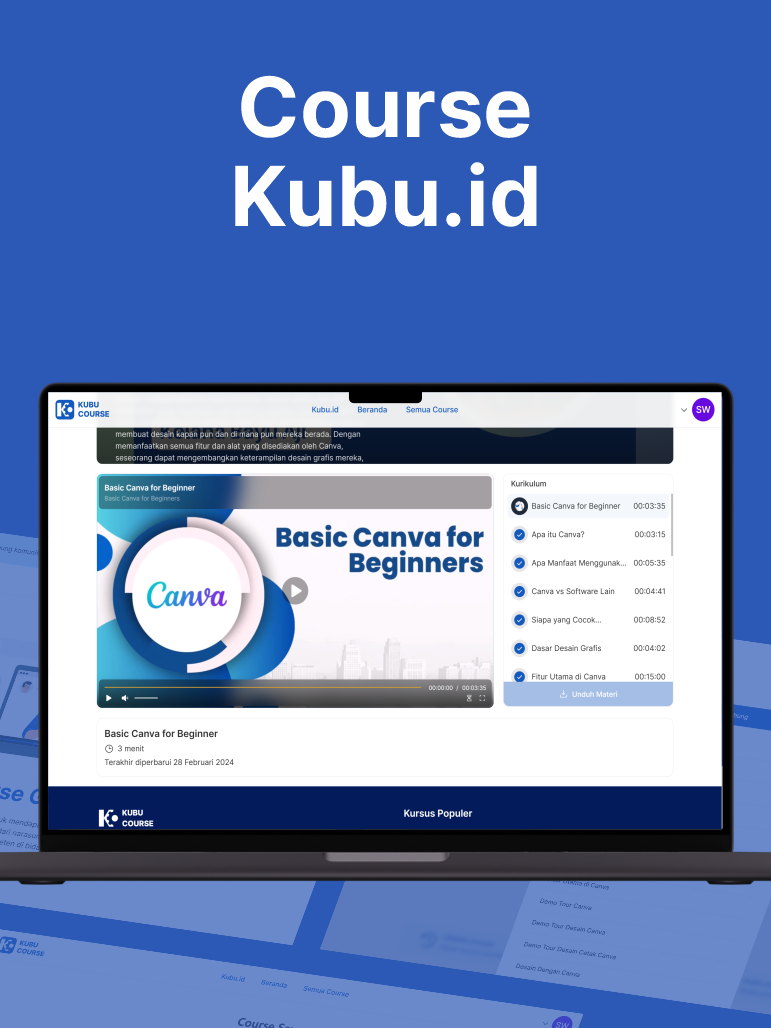 Course
Kubu.id
KUBU
COURSE
Kubu.id
Beranda
Semua Course
SW
membuat desain kapan pun dan di mana pun mereka berada. Dengan
memanfaatkan semua fitur dan alat yang disediakan oleh Canva,
seseorang dapat mengembangkan keterampilan desain grafis mereka,
Basic Canva for Beginner
Basic Canva for Beginners
Basic Canva for
Beginners
Canva
00:00:00 / 00:03:35
Kurikulum
Basic Canva for Beginner 00:03:35
Apa itu Canva? 00:03:15
Apa Manfaat Menggunak... 00:05:35
Canva vs Software Lain 00:04:41
Siapa yang Cocok... 00:08:52
Dasar Desain Grafis 00:04:02
Fitur Utama di Canva 00:15:00
Unduh Materi
Basic Canva for Beginner
3 menit
Terakhir diperbarui 28 Februari 2024
KUBU
COURSE
Kursus Populer
Demo Tour Canva
Demo Tour Desain Canva
Demo Tour Desain Cetak Canva
Desain Dengan Canva
KUBU
COURSE
Kubu.id
Beranda
Semua Course
SW
Course